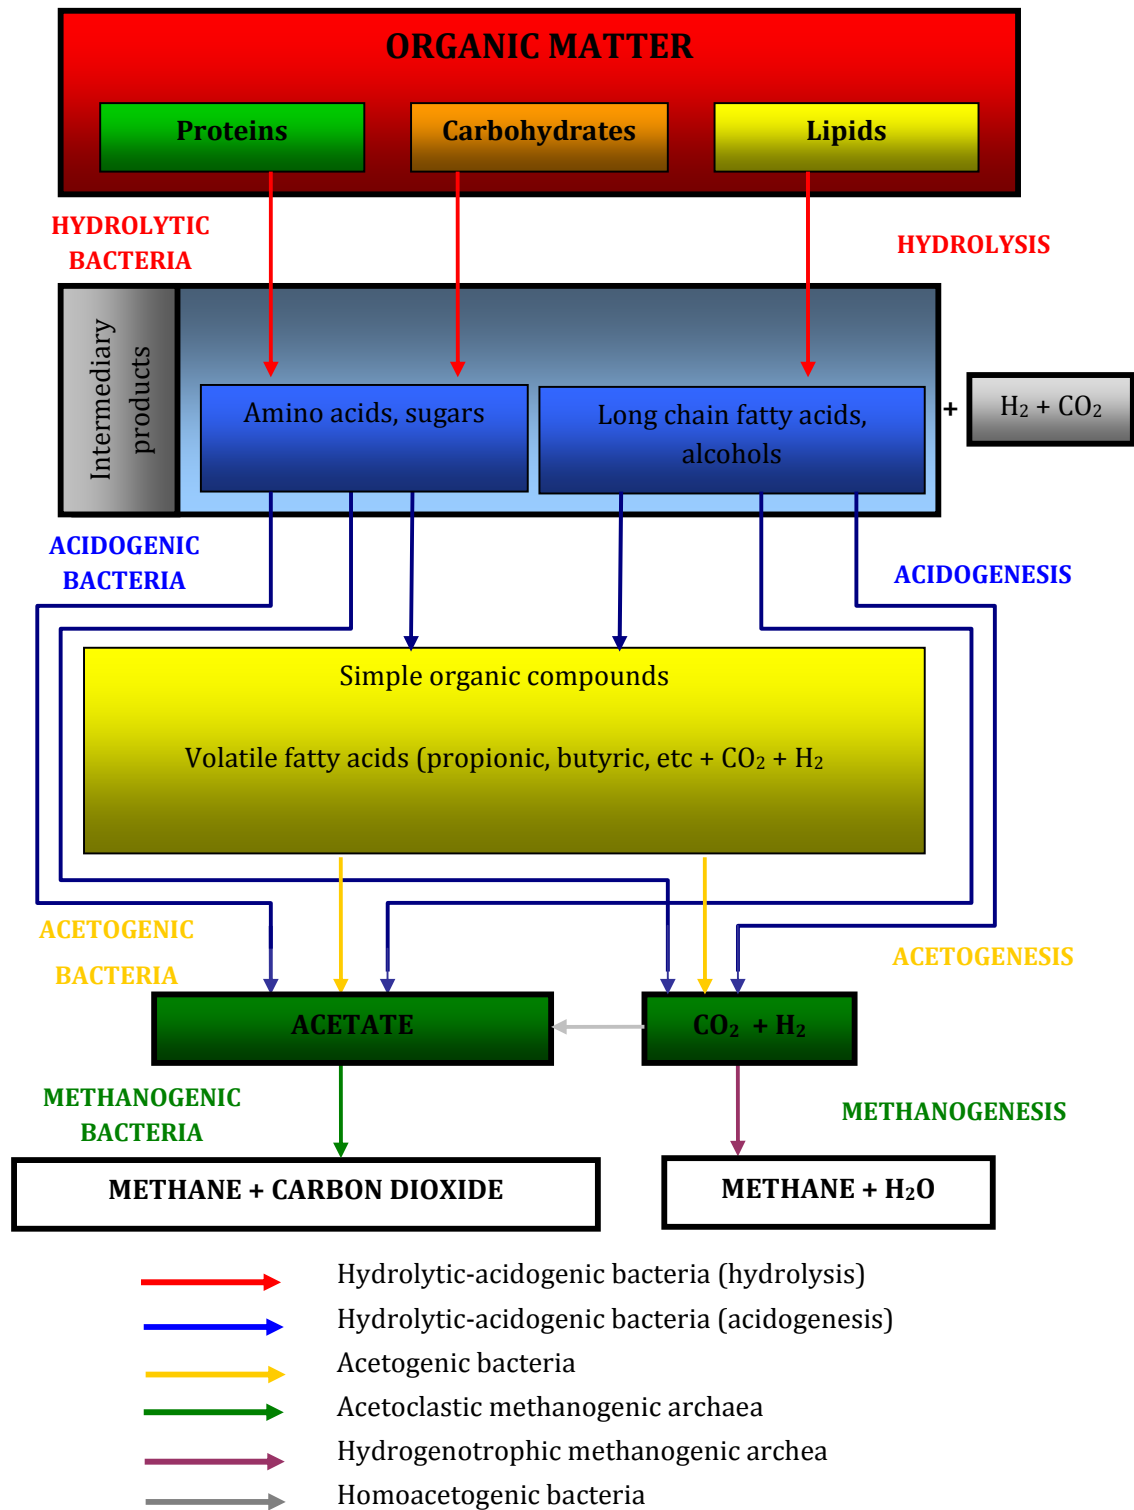 ORGANIC MATTER
Proteins
Carbohydrates
Lipids
HYDROLYTIC
BACTERIA
HYDROLYSIS
Intermediary
products
Amino acids, sugars
Long chain fatty acids,
alcohols
+
H₂ + CO₂
ACIDOGENIC
BACTERIA
ACIDOGENESIS
Simple organic compounds
Volatile fatty acids (propionic, butyric, etc + CO₂ + H₂
ACETOGENIC
BACTERIA
ACETOGENESIS
ACETATE
CO₂ + H₂
METHANOGENIC
BACTERIA
METHANOGENESIS
METHANE + CARBON DIOXIDE
METHANE + H₂O
Hydrolytic-acidogenic bacteria (hydrolysis)
Hydrolytic-acidogenic bacteria (acidogenesis)
Acetogenic bacteria
Acetoclastic methanogenic archaea
Hydrogenotrophic methanogenic archea
Homoacetogenic bacteria